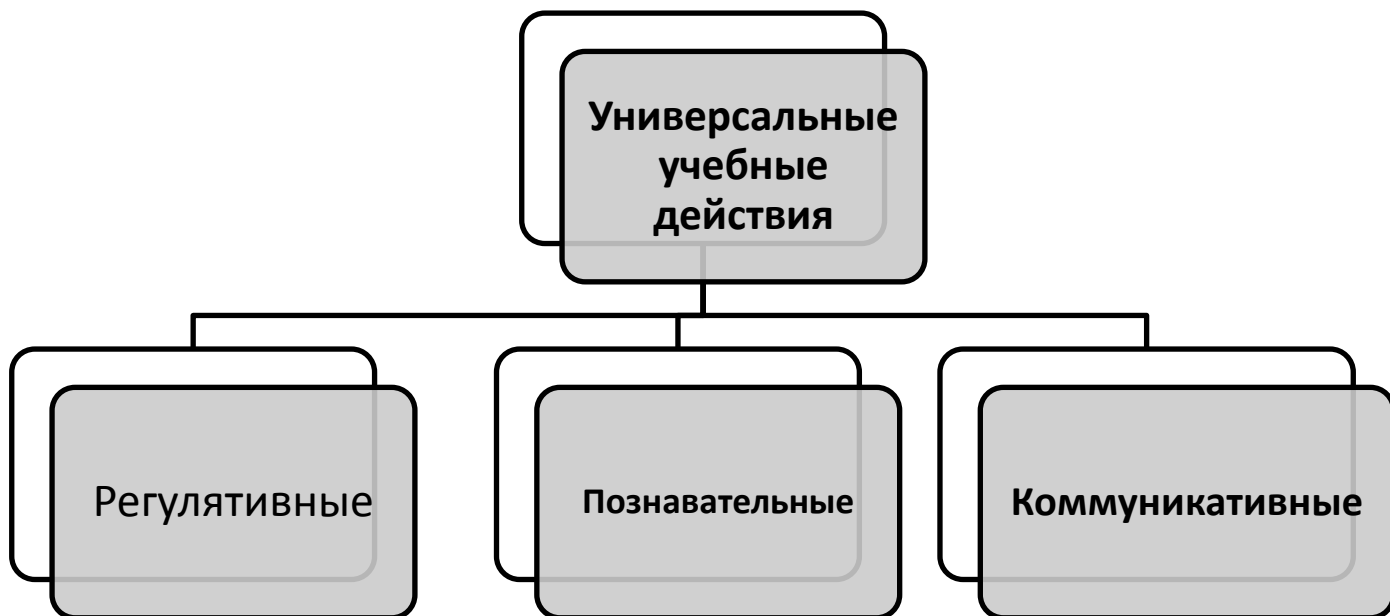 Универсальные
учебные
действия
Регулятивные
Познавательные
Коммуникативные